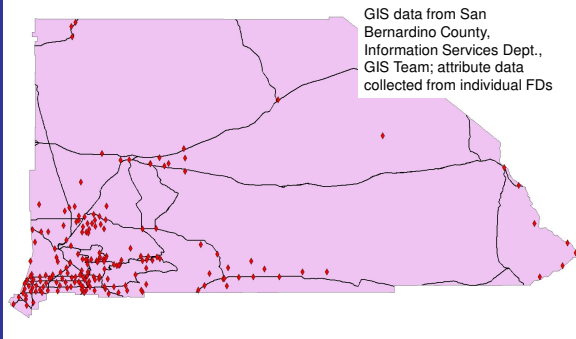 GIS data from San
Bernardino County,
Information Services Dept.,
GIS Team; attribute data
collected from individual FDs